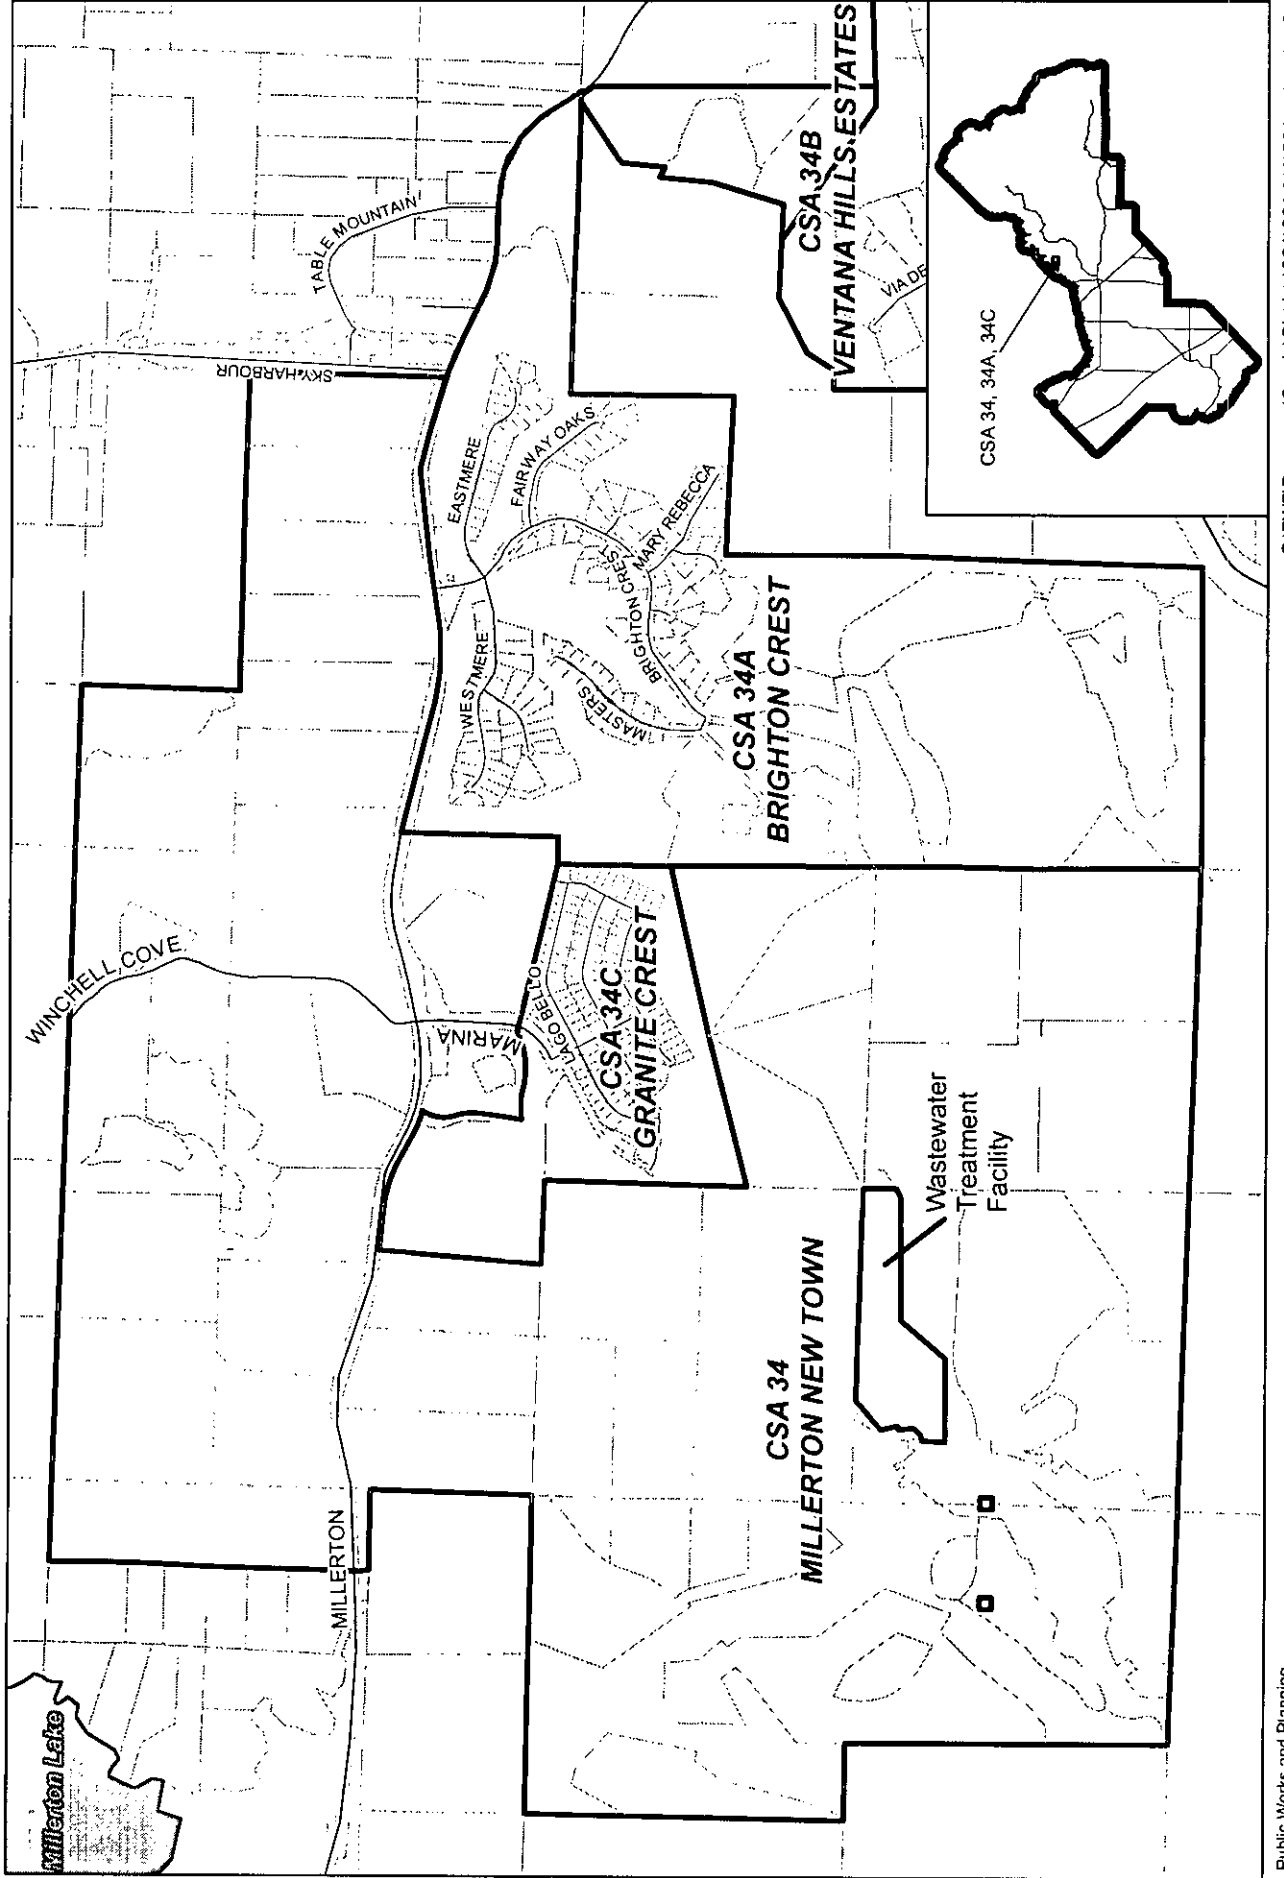 Millerton Lake
MILLERTON
WINCHELL COVE
MARINA
LAGO BELLO
SKY HARBOUR
TABLE MOUNTAIN
EASTMERE
FAIRWAY OAKS
WESTMERE
MASTERS
BRIGHTON CREST
MARY REBECCA
VIA DE
CSA 34
MILLERTON NEW TOWN
CSA 34C
GRANITE CREST
CSA 34A
BRIGHTON CREST
CSA 34B
VENTANA HILLS ESTATES
Wastewater
Treatment
Facility
CSA 34, 34A, 34C
Public Works and Planning